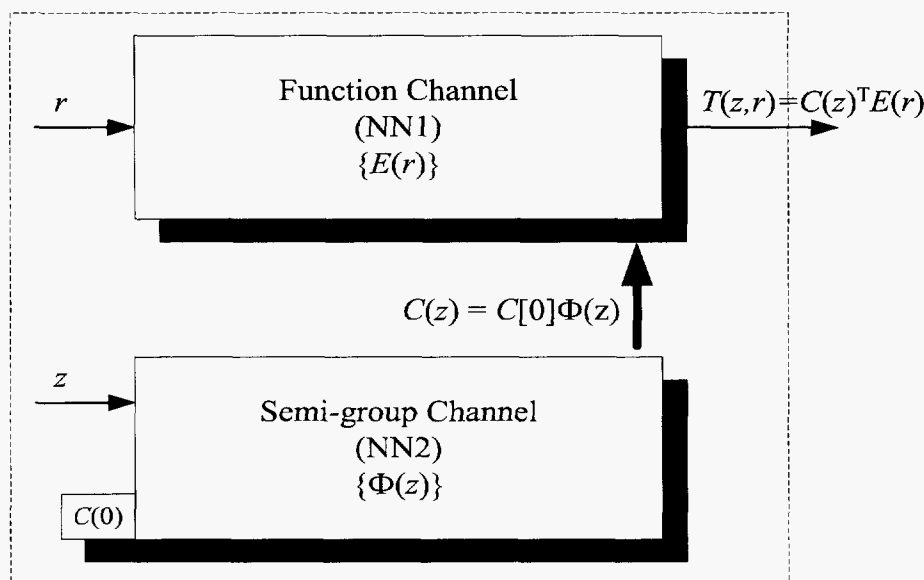 r
Function Channel
(NN1)
{E(r)}
T(z,r)=C(z)ᵀE(r)
C(z) = C[0]Φ(z)
z
Semi-group Channel
(NN2)
{Φ(z)}
C(0)